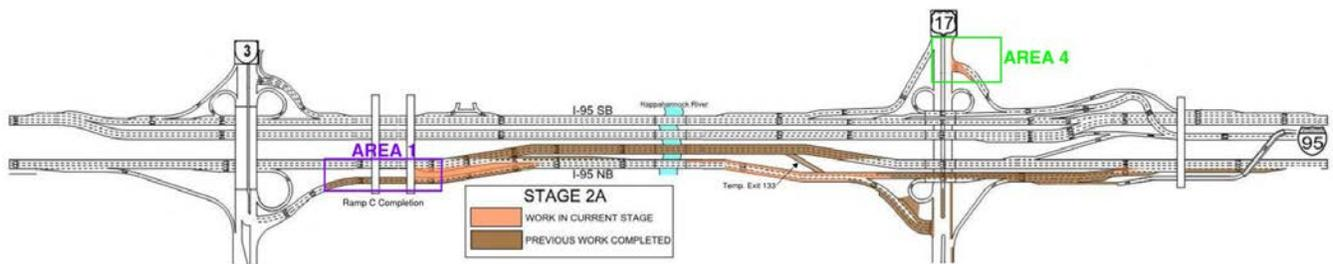 17
3
AREA 4
Rappahannock River
I-95 SB
AREA 1
95
I-95 NB
Temp. Exit 133
Ramp C Completion
STAGE 2A
WORK IN CURRENT STAGE
PREVIOUS WORK COMPLETED